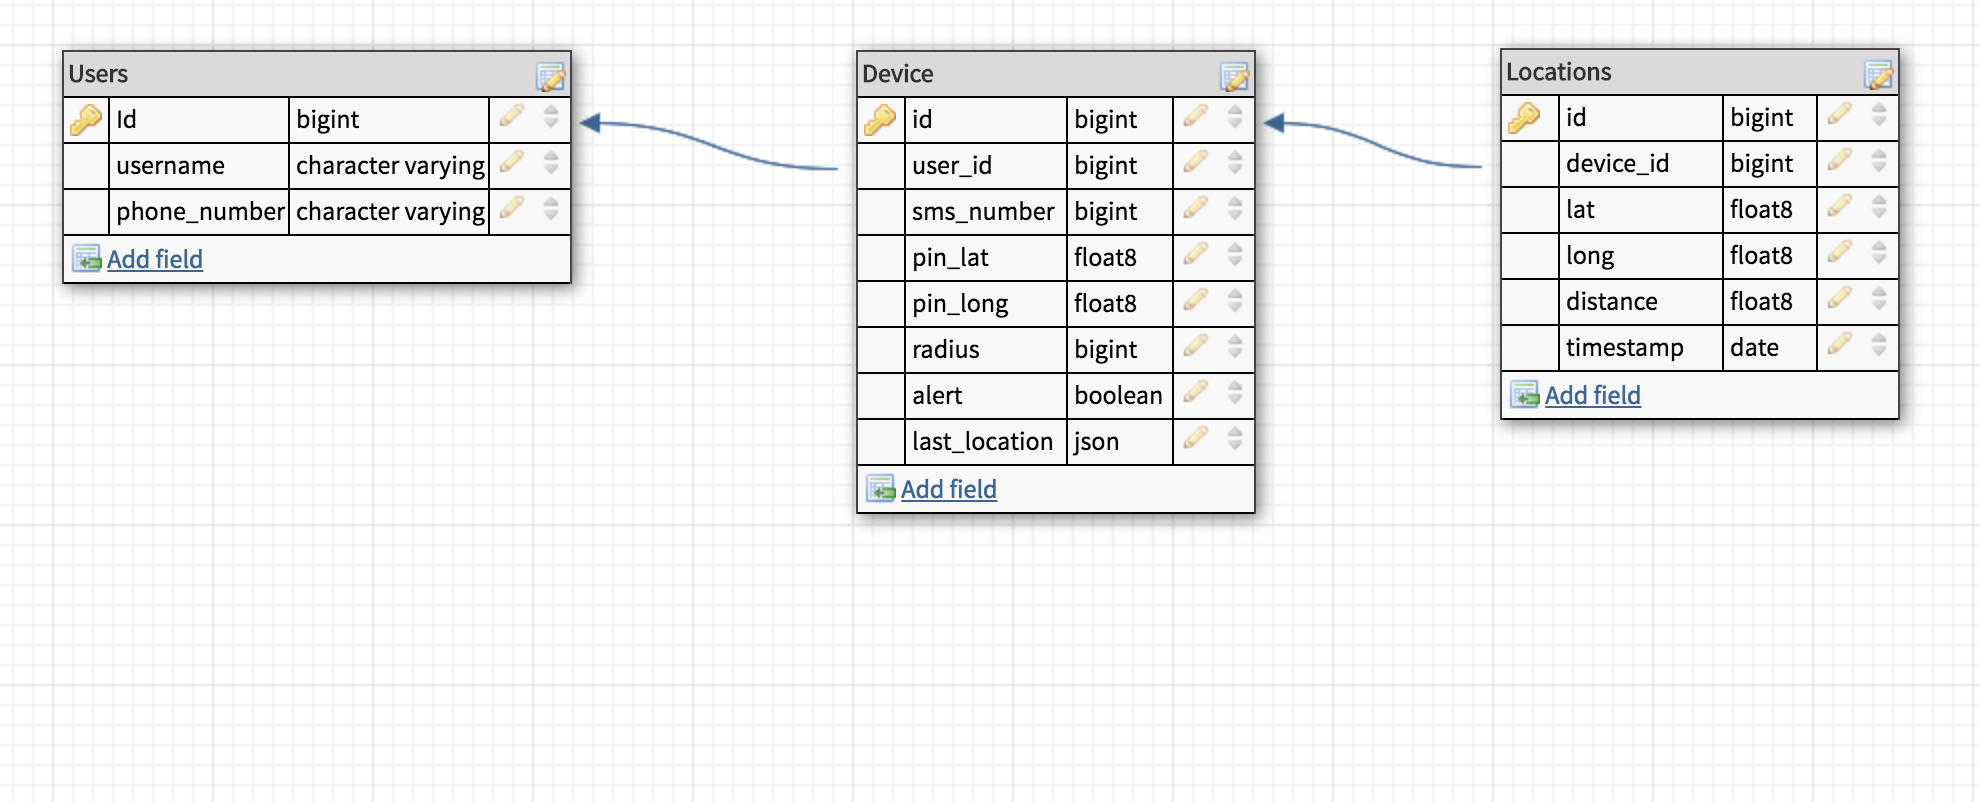 Users
Id bigint
username character varying
phone_number character varying
Add field
Device
id bigint
user_id bigint
sms_number bigint
pin_lat float8
pin_long float8
radius bigint
alert boolean
last_location json
Add field
Locations
id bigint
device_id bigint
lat float8
long float8
distance float8
timestamp date
Add field